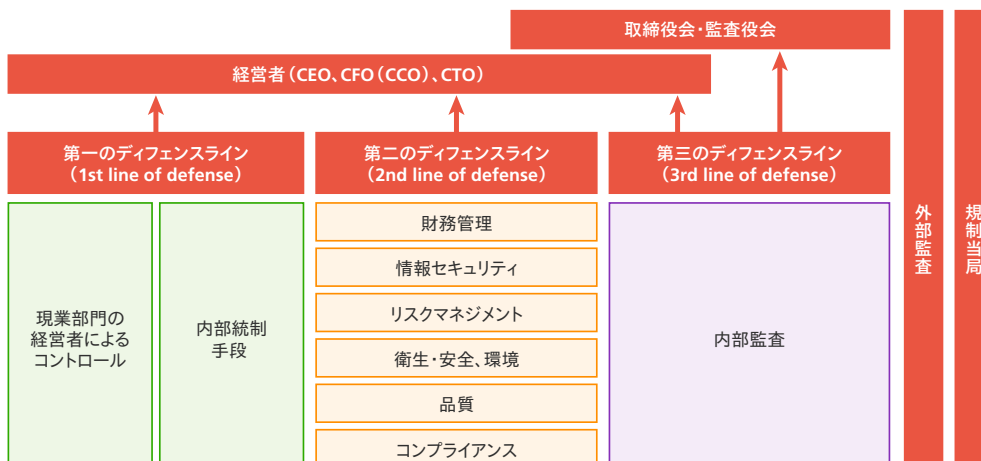 取締役会・監査役会
経営者（CEO、CFO（CCO）、CTO）
第一のディフェンスライン
（1st line of defense）
第二のディフェンスライン
（2nd line of defense）
第三のディフェンスライン
（3rd line of defense）
現業部門の
経営者による
コントロール
内部統制
手段
財務管理
情報セキュリティ
リスクマネジメント
衛生・安全、環境
品質
コンプライアンス
内部監査
外部監査
規制当局